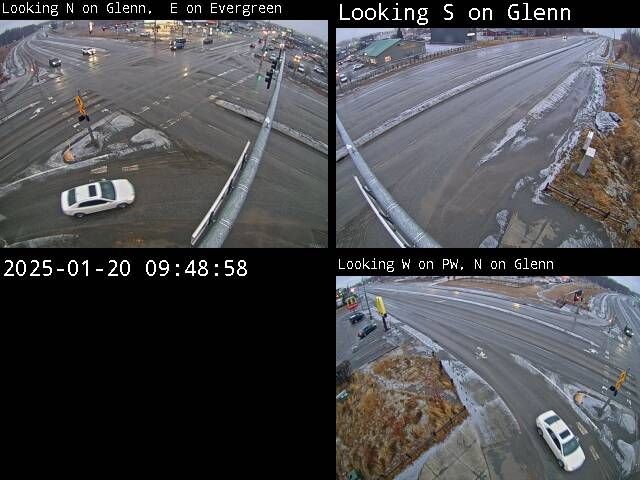 Looking N on Glenn,  E on Evergreen
Looking S on Glenn
2025-01-20 09:48:58
Looking W on PW, N on Glenn